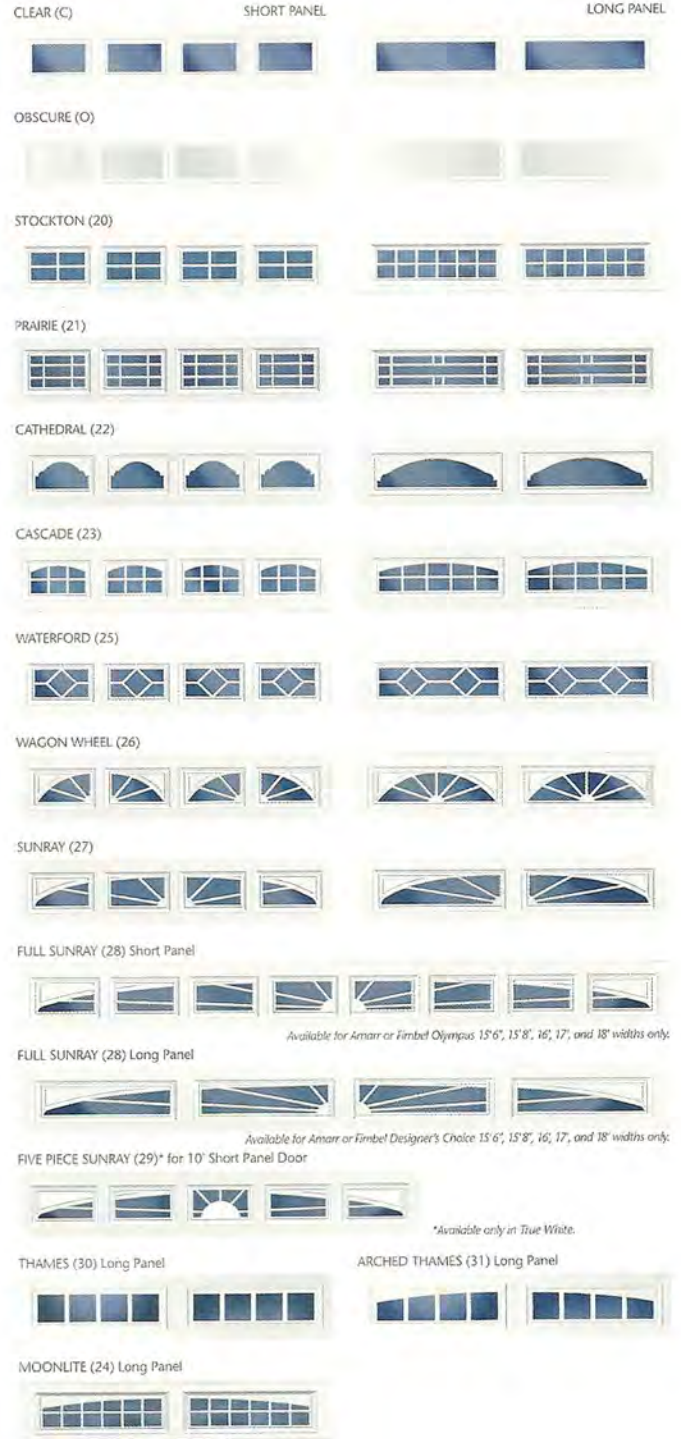 CLEAR (C) SHORT PANEL LONG PANEL
OBSCURE (O)
STOCKTON (20)
PRAIRIE (21)
CATHEDRAL (22)
CASCADE (23)
WATERFORD (25)
WAGON WHEEL (26)
SUNRAY (27)
FULL SUNRAY (28) Short Panel
Available for Amarr or Fimbel Olympus 15'6", 15'8", 16', 17', and 18' widths only.
FULL SUNRAY (28) Long Panel
Available for Amarr or Fimbel Designer's Choice 15'6", 15'8", 16', 17', and 18' widths only.
FIVE PIECE SUNRAY (29)* for 10' Short Panel Door
*Available only in True White.
THAMES (30) Long Panel ARCHED THAMES (31) Long Panel
MOONLITE (24) Long Panel